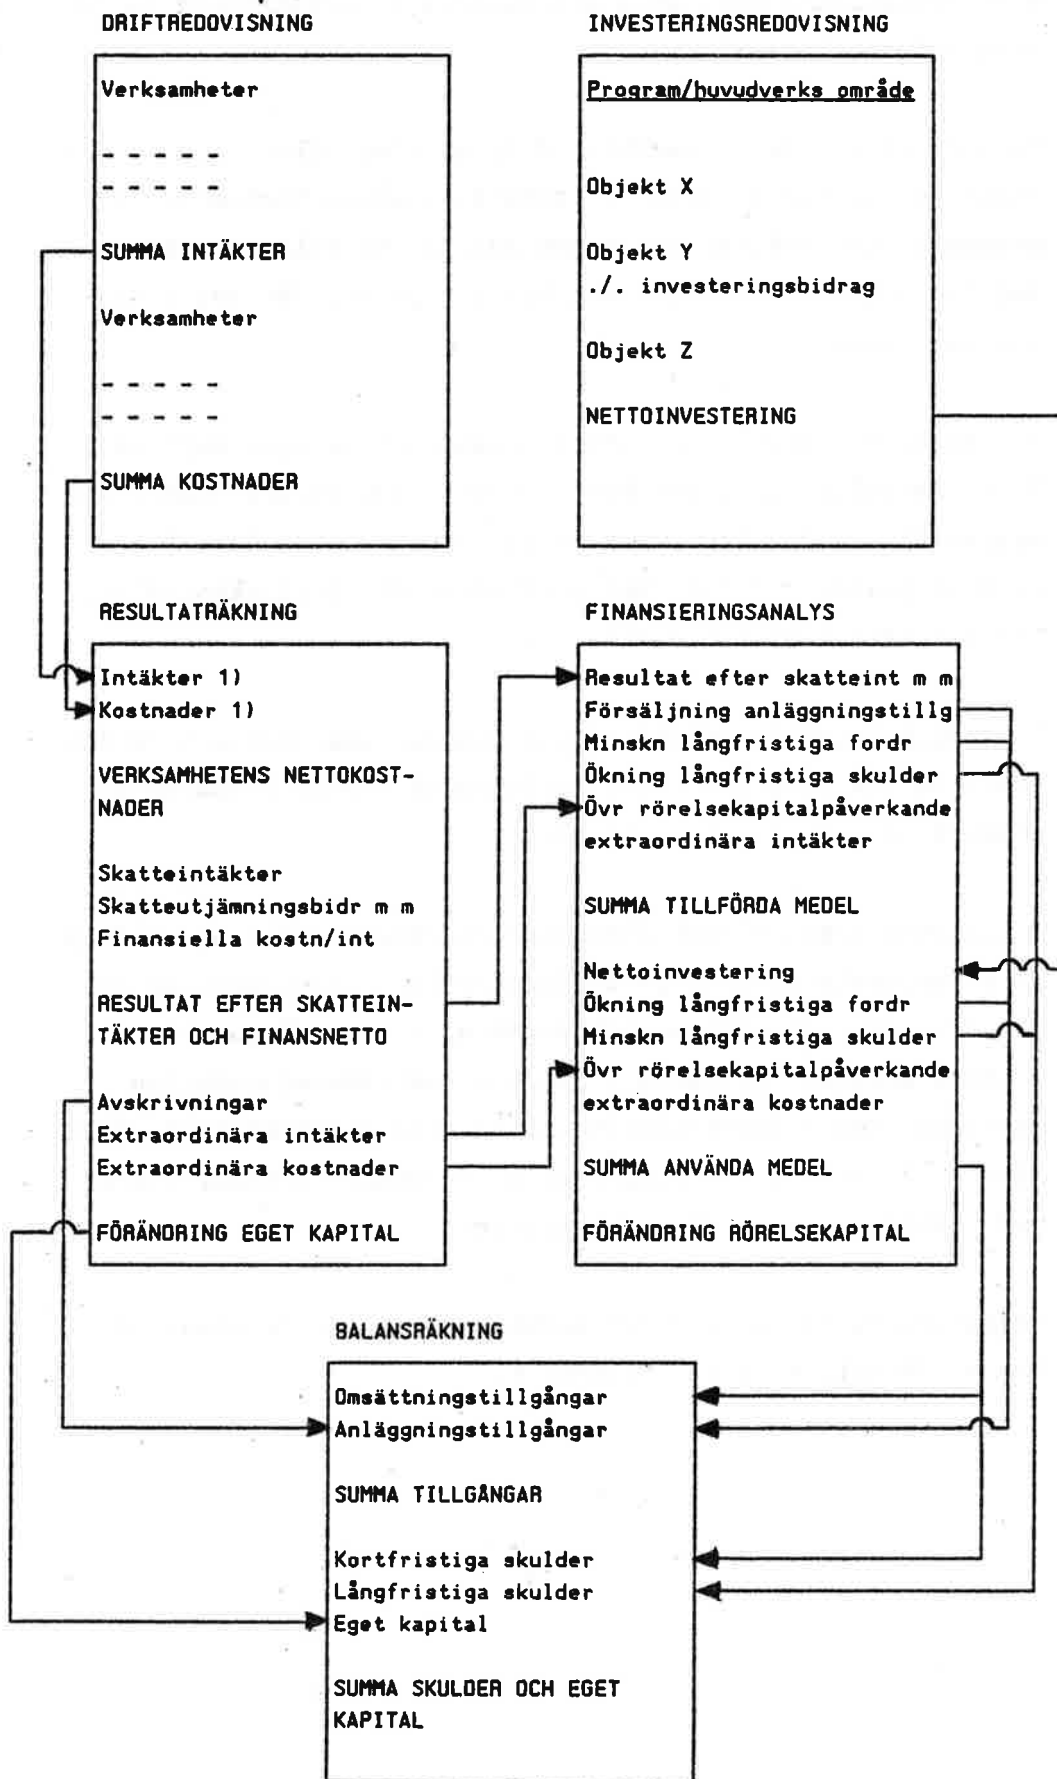 DRIFTREDOVISNING
Verksamheter
- - - - -
- - - - -
SUMMA INTÄKTER
Verksamheter
- - - - -
- - - - -
SUMMA KOSTNADER
INVESTERINGSREDOVISNING
Program/huvudverks område
Objekt X
Objekt Y
./. investeringsbidrag
Objekt Z
NETTOINVESTERING
RESULTATRÄKNING
Intäkter 1)
Kostnader 1)
VERKSAMHETENS NETTOKOST-
NADER
Skatteintäkter
Skatteutjämningsbidr m m
Finansiella kostn/int
RESULTAT EFTER SKATTEIN-
TÄKTER OCH FINANSNETTO
Avskrivningar
Extraordinära intäkter
Extraordinära kostnader
FÖRÄNDRING EGET KAPITAL
FINANSIERINGSANALYS
Resultat efter skatteint m m
Försäljning anläggningstillg
Minskn långfristiga fordr
Ökning långfristiga skulder
Övr rörelsekapitalpåverkande
extraordinära intäkter
SUMMA TILLFÖRDA MEDEL
Nettoinvestering
Ökning långfristiga fordr
Minskn långfristiga skulder
Övr rörelsekapitalpåverkande
extraordinära kostnader
SUMMA ANVÄNDA MEDEL
FÖRÄNDRING RÖRELSEKAPITAL
BALANSRÄKNING
Omsättningstillgångar
Anläggningstillgångar
SUMMA TILLGÅNGAR
Kortfristiga skulder
Långfristiga skulder
Eget kapital
SUMMA SKULDER OCH EGET
KAPITAL